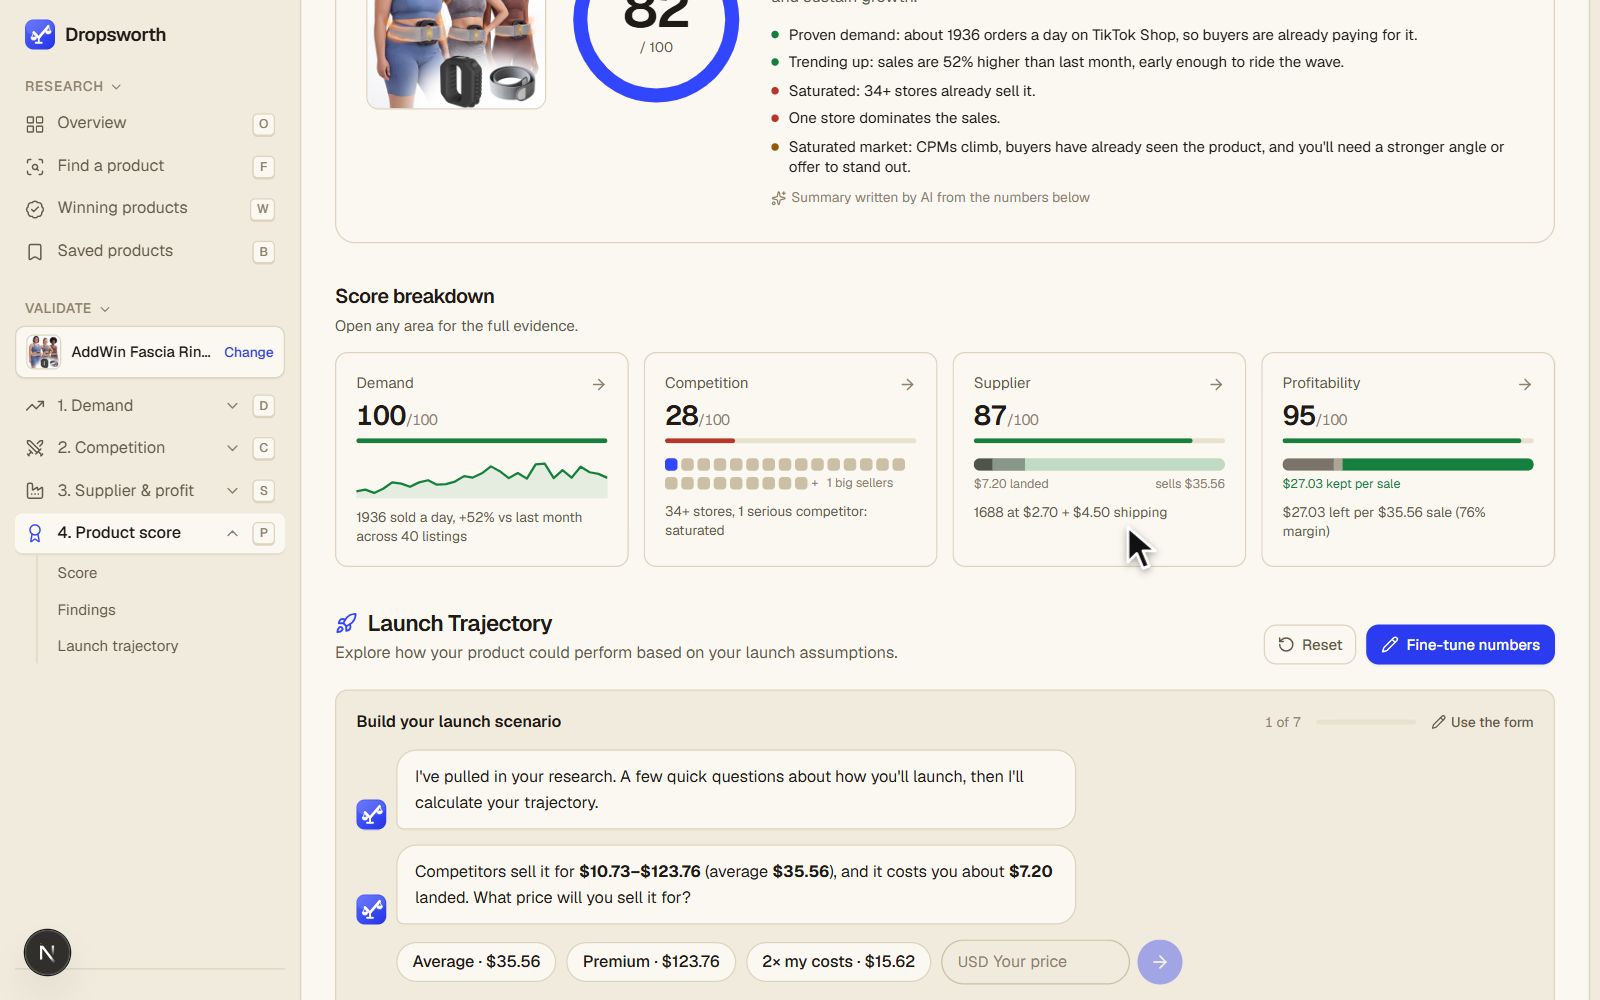 Dropsworth
RESEARCH
Overview O
Find a product F
Winning products W
Saved products B
VALIDATE
AddWin Fascia Rin... Change
1. Demand D
2. Competition C
3. Supplier & profit S
4. Product score P
Score
Findings
Launch trajectory
N
82
/ 100
Proven demand: about 1936 orders a day on TikTok Shop, so buyers are already paying for it.
Trending up: sales are 52% higher than last month, early enough to ride the wave.
Saturated: 34+ stores already sell it.
One store dominates the sales.
Saturated market: CPMs climb, buyers have already seen the product, and you'll need a stronger angle or
offer to stand out.
Summary written by AI from the numbers below
Score breakdown
Open any area for the full evidence.
Demand
100/100
1936 sold a day, +52% vs last month
across 40 listings
Competition
28/100
+ 1 big sellers
34+ stores, 1 serious competitor:
saturated
Supplier
87/100
$7.20 landed sells $35.56
1688 at $2.70 + $4.50 shipping
Profitability
95/100
$27.03 kept per sale
$27.03 left per $35.56 sale (76%
margin)
Launch Trajectory
Explore how your product could perform based on your launch assumptions.
Reset
Fine-tune numbers
Build your launch scenario
1 of 7
Use the form
I've pulled in your research. A few quick questions about how you'll launch, then I'll
calculate your trajectory.
Competitors sell it for $10.73–$123.76 (average $35.56), and it costs you about $7.20
landed. What price will you sell it for?
Average · $35.56
Premium · $123.76
2× my costs · $15.62
USD Your price